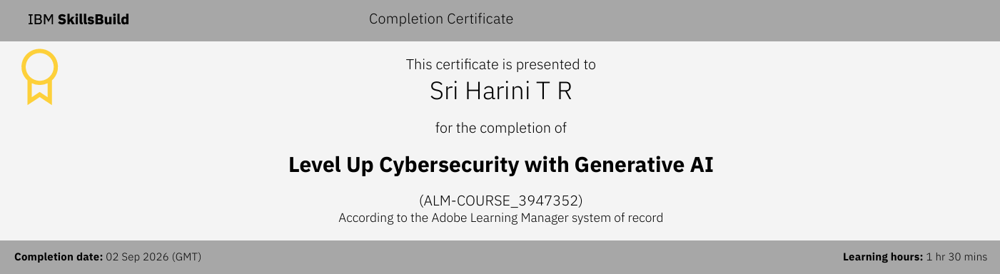 IBM SkillsBuild
Completion Certificate
This certificate is presented to
Sri Harini T R
for the completion of
Level Up Cybersecurity with Generative AI
(ALM-COURSE_3947352)
According to the Adobe Learning Manager system of record
Completion date: 02 Sep 2026 (GMT)
Learning hours: 1 hr 30 mins